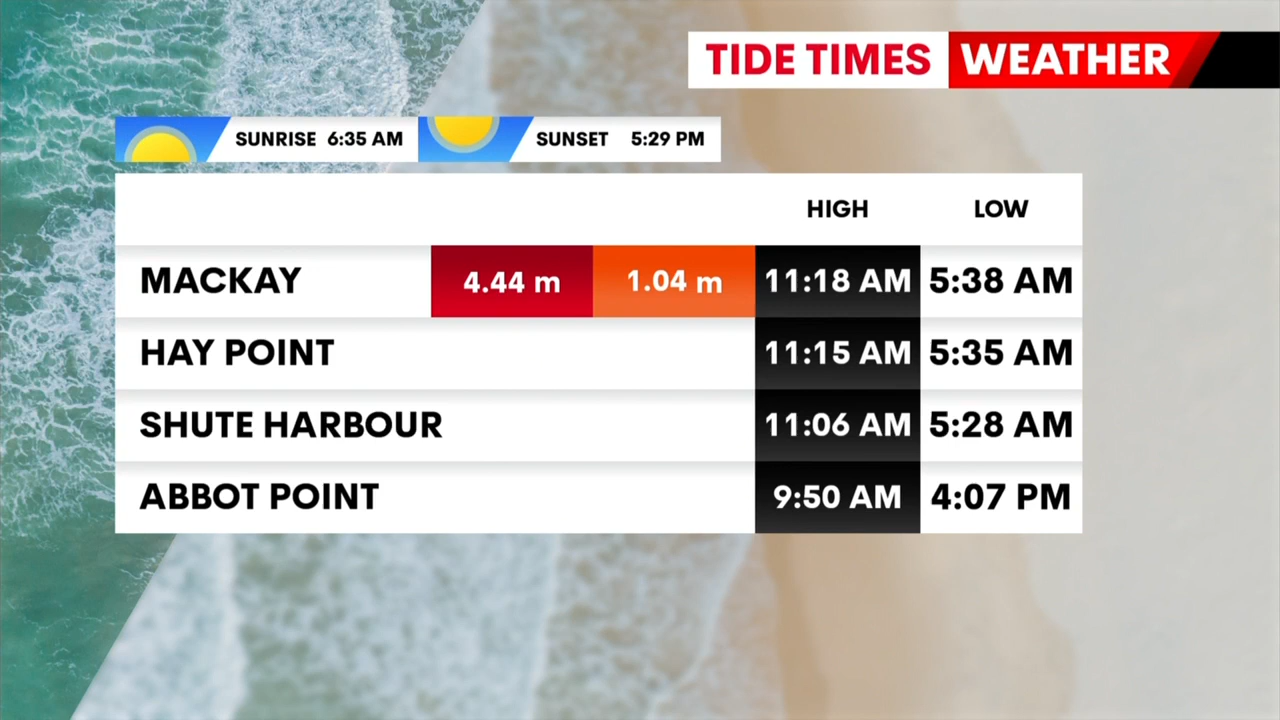 TIDE TIMES WEATHER
SUNRISE 6:35 AM SUNSET 5:29 PM
HIGH LOW
MACKAY 4.44 m 1.04 m 11:18 AM 5:38 AM
HAY POINT 11:15 AM 5:35 AM
SHUTE HARBOUR 11:06 AM 5:28 AM
ABBOT POINT 9:50 AM 4:07 PM